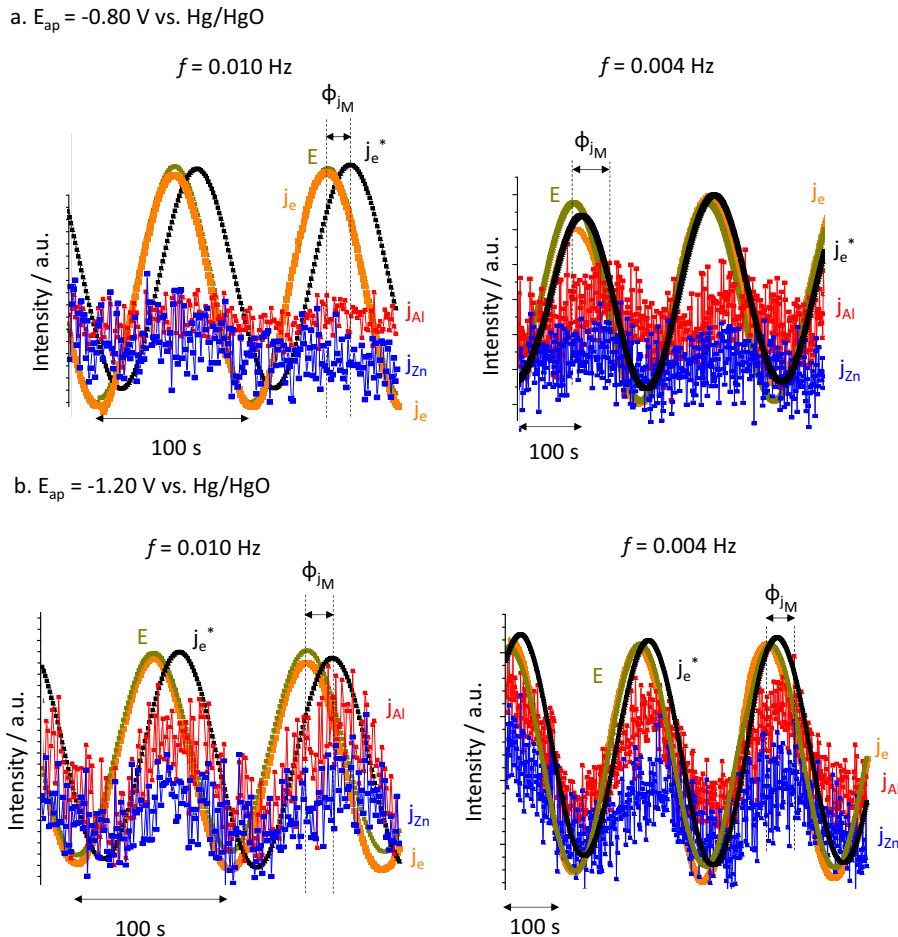 a. E_ap = -0.80 V vs. Hg/HgO
f = 0.010 Hz
f = 0.004 Hz
ϕ_jM
E
j_e*
j_e
j_Al
j_Zn
j_e
Intensity / a.u.
100 s
ϕ_jM
E
j_e
j_e*
j_Al
j_Zn
Intensity / a.u.
100 s
b. E_ap = -1.20 V vs. Hg/HgO
f = 0.010 Hz
f = 0.004 Hz
ϕ_jM
E
j_e*
j_Al
j_Zn
j_e
Intensity / a.u.
100 s
ϕ_jM
E
j_e*
j_e
j_Al
j_Zn
Intensity / a.u.
100 s